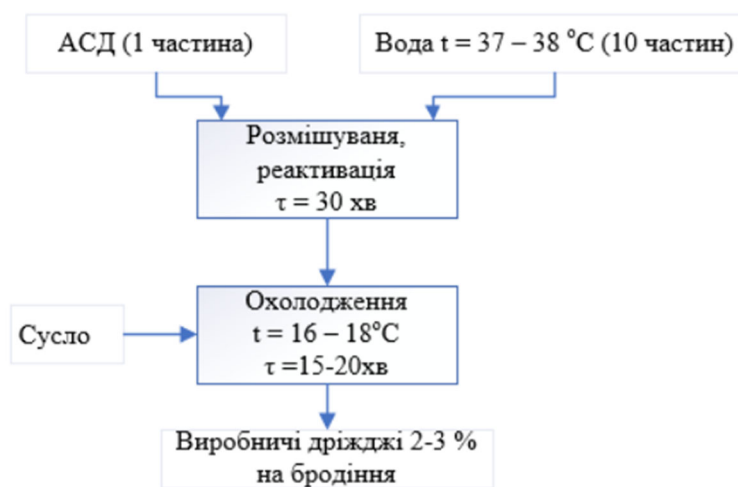 АСД (1 частина)
Вода t = 37 – 38 °C (10 частин)
Розмішуваня,
реактивація
τ = 30 хв
Сусло
Охолодження
t = 16 – 18°C
τ =15-20хв
Виробничі дріжджі 2-3 %
на бродіння